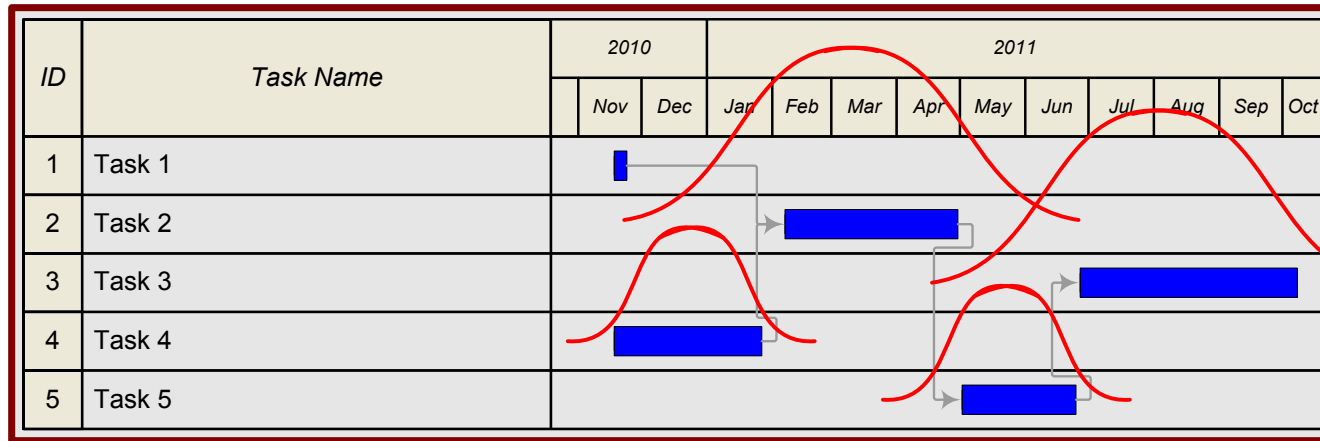 ID Task Name 2010 2011
Nov Dec Jan Feb Mar Apr May Jun Jul Aug Sep Oct
1 Task 1
2 Task 2
3 Task 3
4 Task 4
5 Task 5